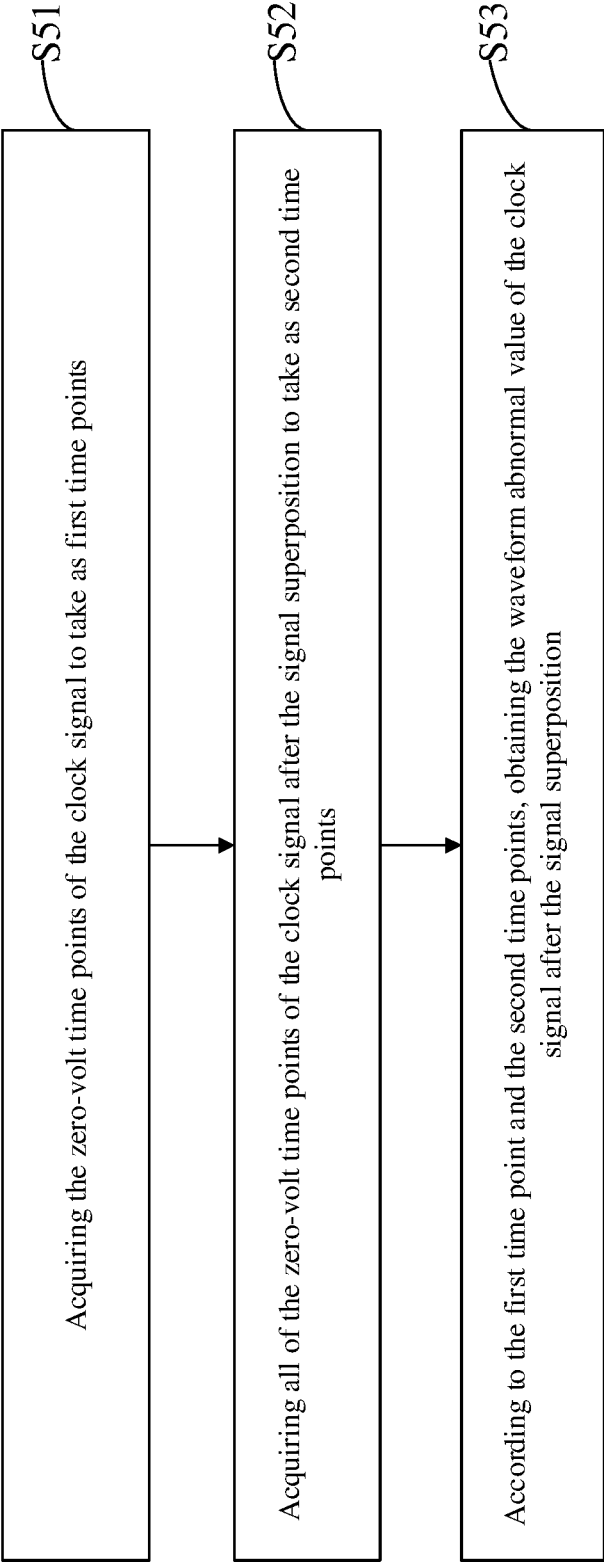 S51
Acquiring the zero-volt time points of the clock signal to take as first time points
S52
Acquiring all of the zero-volt time points of the clock signal after the signal superposition to take as second time
points
S53
According to the first time point and the second time points, obtaining the waveform abnormal value of the clock
signal after the signal superposition